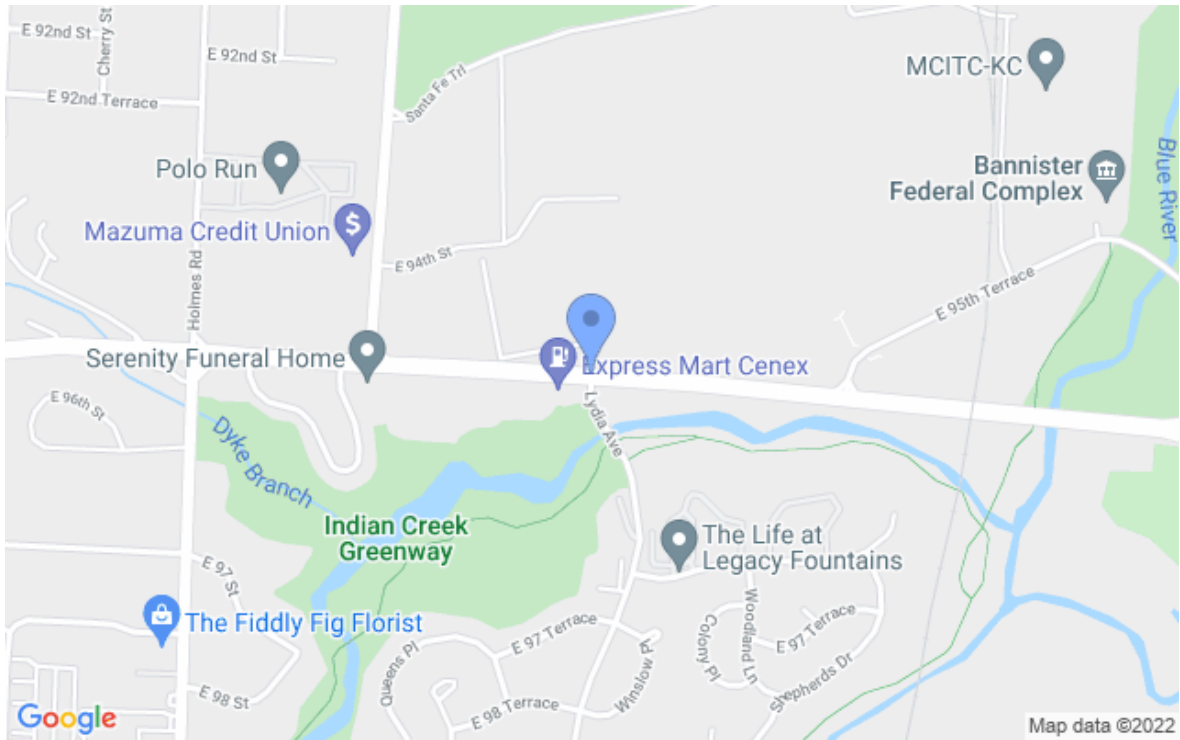 E 92nd St
Cherry St
E 92nd St
E 92nd Terrace
Santa Fe Trl
MCITC-KC
Polo Run
Bannister
Federal Complex
Blue River
Mazuma Credit Union
E 94th St
Holmes Rd
E 95th Terrace
Serenity Funeral Home
Express Mart Cenex
Lydia Ave
E 96th St
Dyke Branch
Indian Creek
Greenway
The Life at
Legacy Fountains
E 97 St
The Fiddly Fig Florist
E 97 Terrace
Queens Pl
Winslow Pl
Colony Pl
Woodland Ln
E 97 Terrace
Shepherds Dr
E 98 St
E 98 Terrace
Google
Map data ©2022